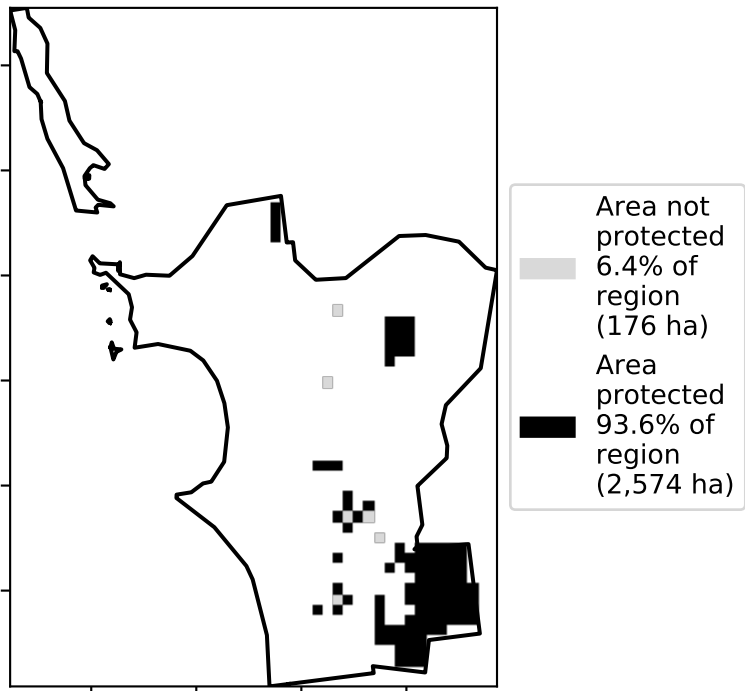 Area not
protected
6.4% of
region
(176 ha)
Area
protected
93.6% of
region
(2,574 ha)